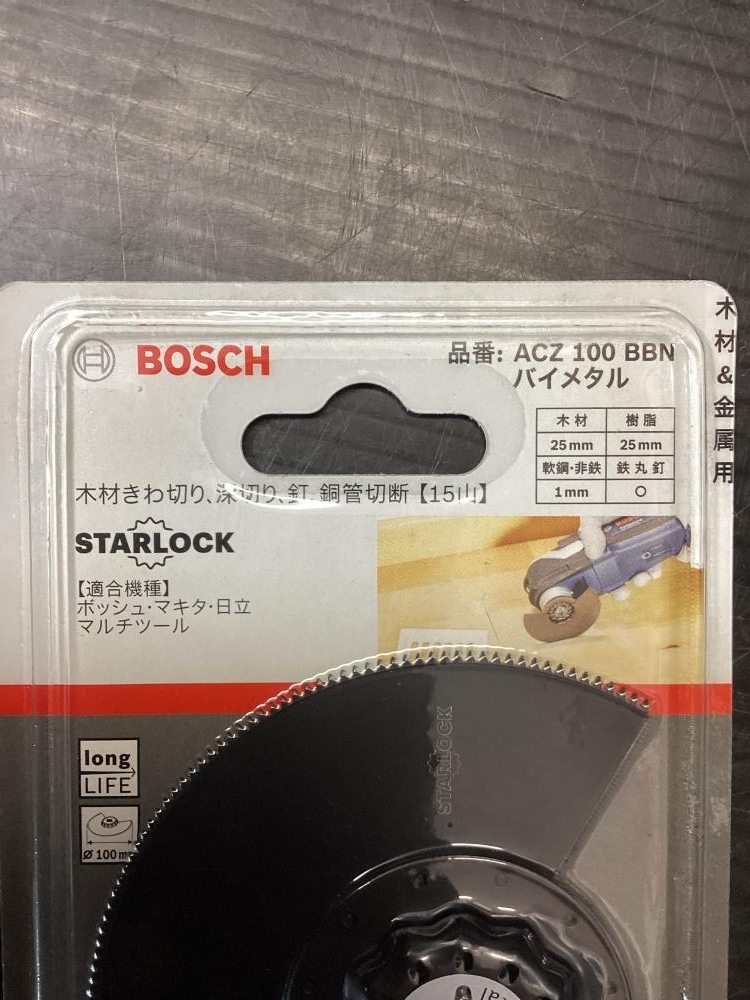 BOSCH
品番: ACZ 100 BBN
バイメタル
木材&金属用
木材 樹脂
25mm 25mm
軟鋼・非鉄 鉄丸釘
1mm ○
木材きわ切り、深切り、釘、銅管切断【15山】
STARLOCK
【適合機種】
ボッシュ・マキタ・日立
マルチツール
long
LIFE
Ø 100mm
STARLOCK